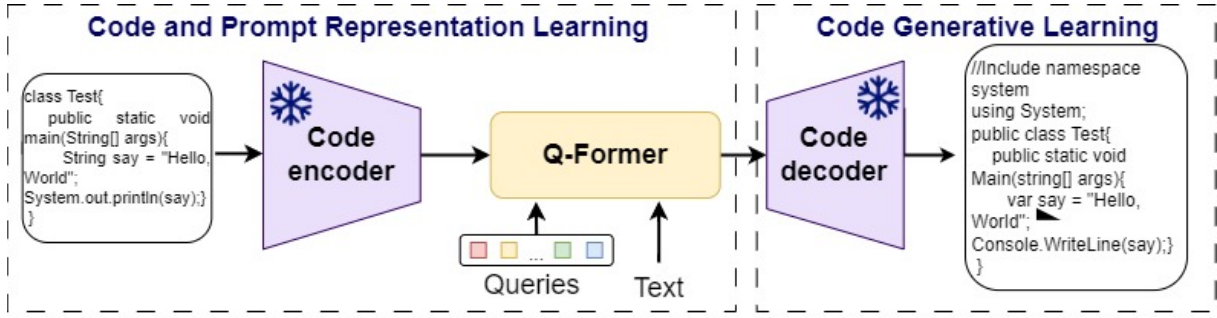 Code and Prompt Representation Learning
class Test{
public static void
main(String[] args){
String say = "Hello,
World";
System.out.println(say);}
}
Code
encoder
Q-Former
...
Queries
Text
Code Generative Learning
Code
decoder
//Include namespace
system
using System;
public class Test{
public static void
Main(string[] args){
var say = "Hello,
World";
Console.WriteLine(say);}
}